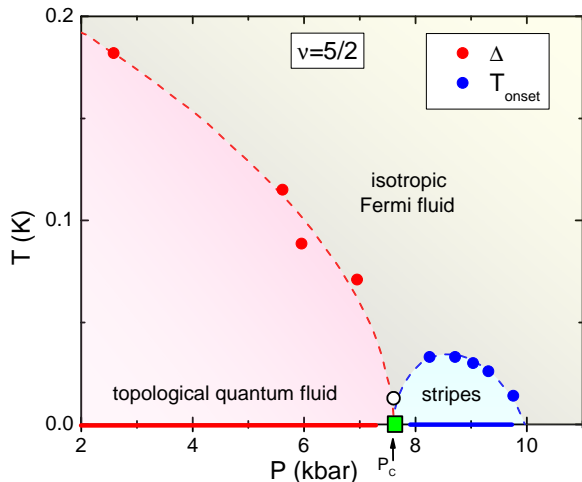 0.2
ν=5/2
Δ
T onset
isotropic
Fermi fluid
0.1
T (K)
topological quantum fluid
stripes
0.0
2
4
6
8
10
P (kbar)
P C